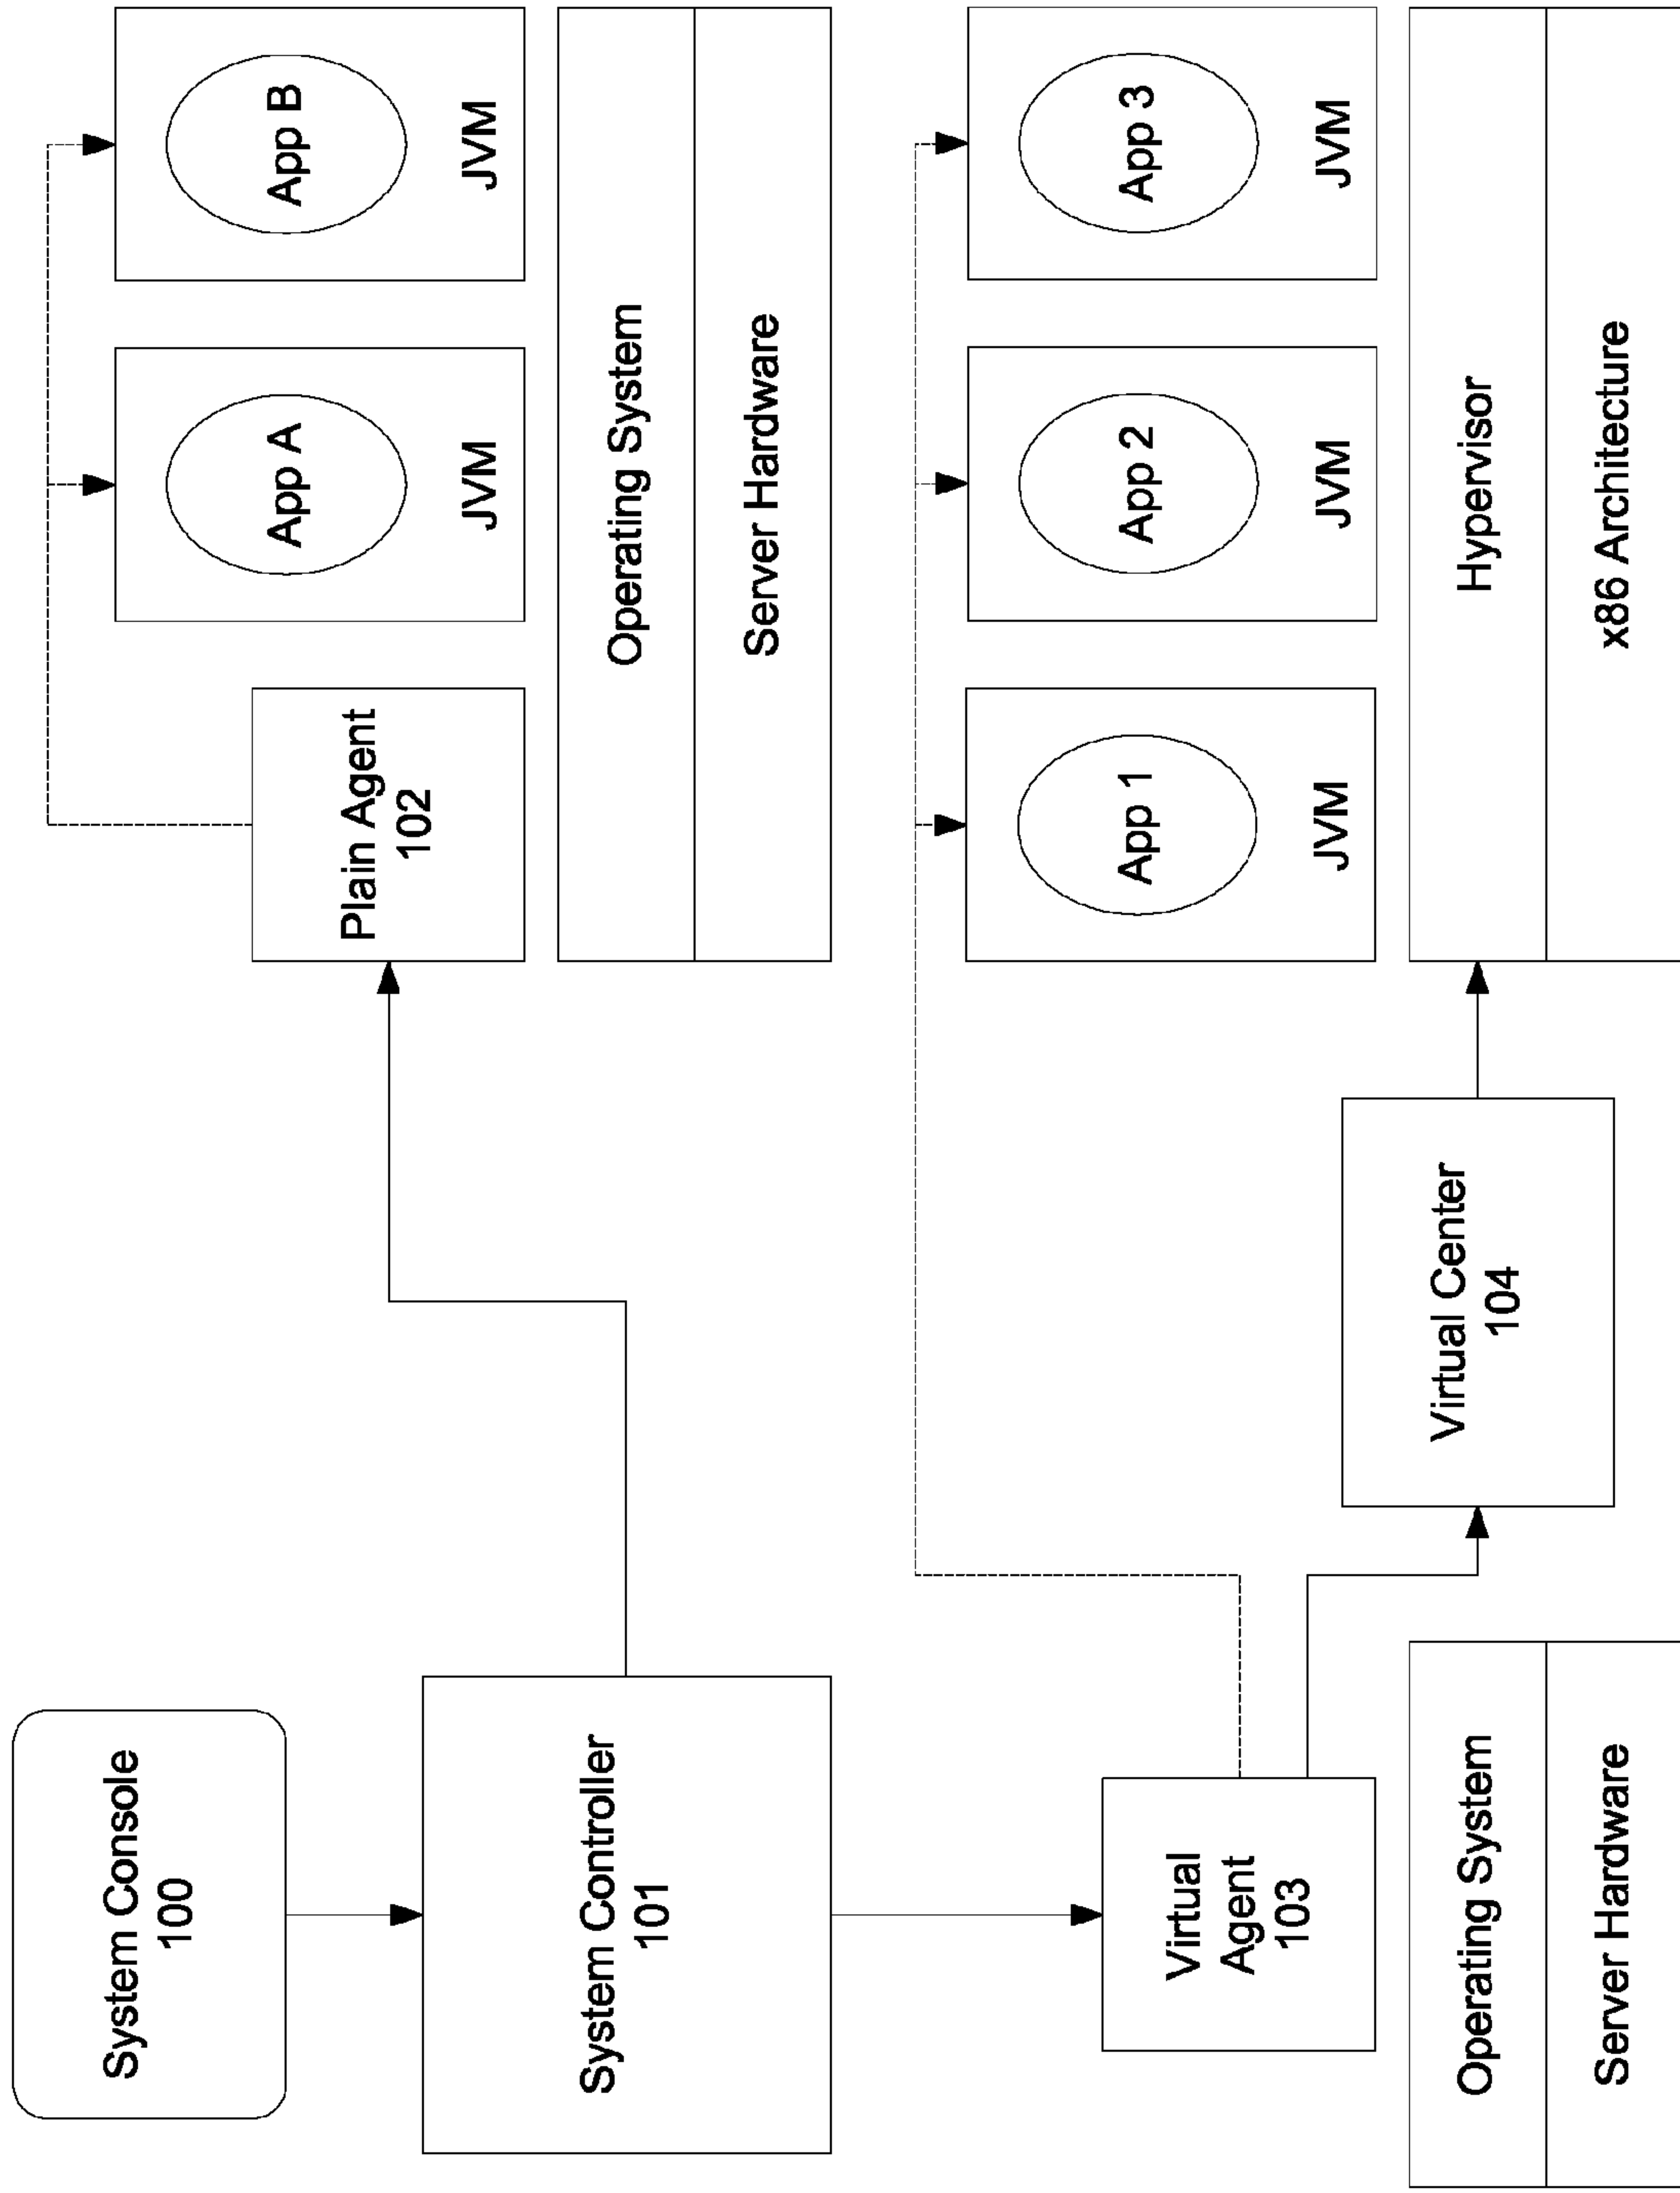 System Console
100
System Controller
101
Plain Agent
102
App A
JVM
App B
JVM
Operating System
Server Hardware
Virtual
Agent
103
Operating System
Server Hardware
Virtual Center
104
App 1
JVM
App 2
JVM
App 3
JVM
Hypervisor
x86 Architecture